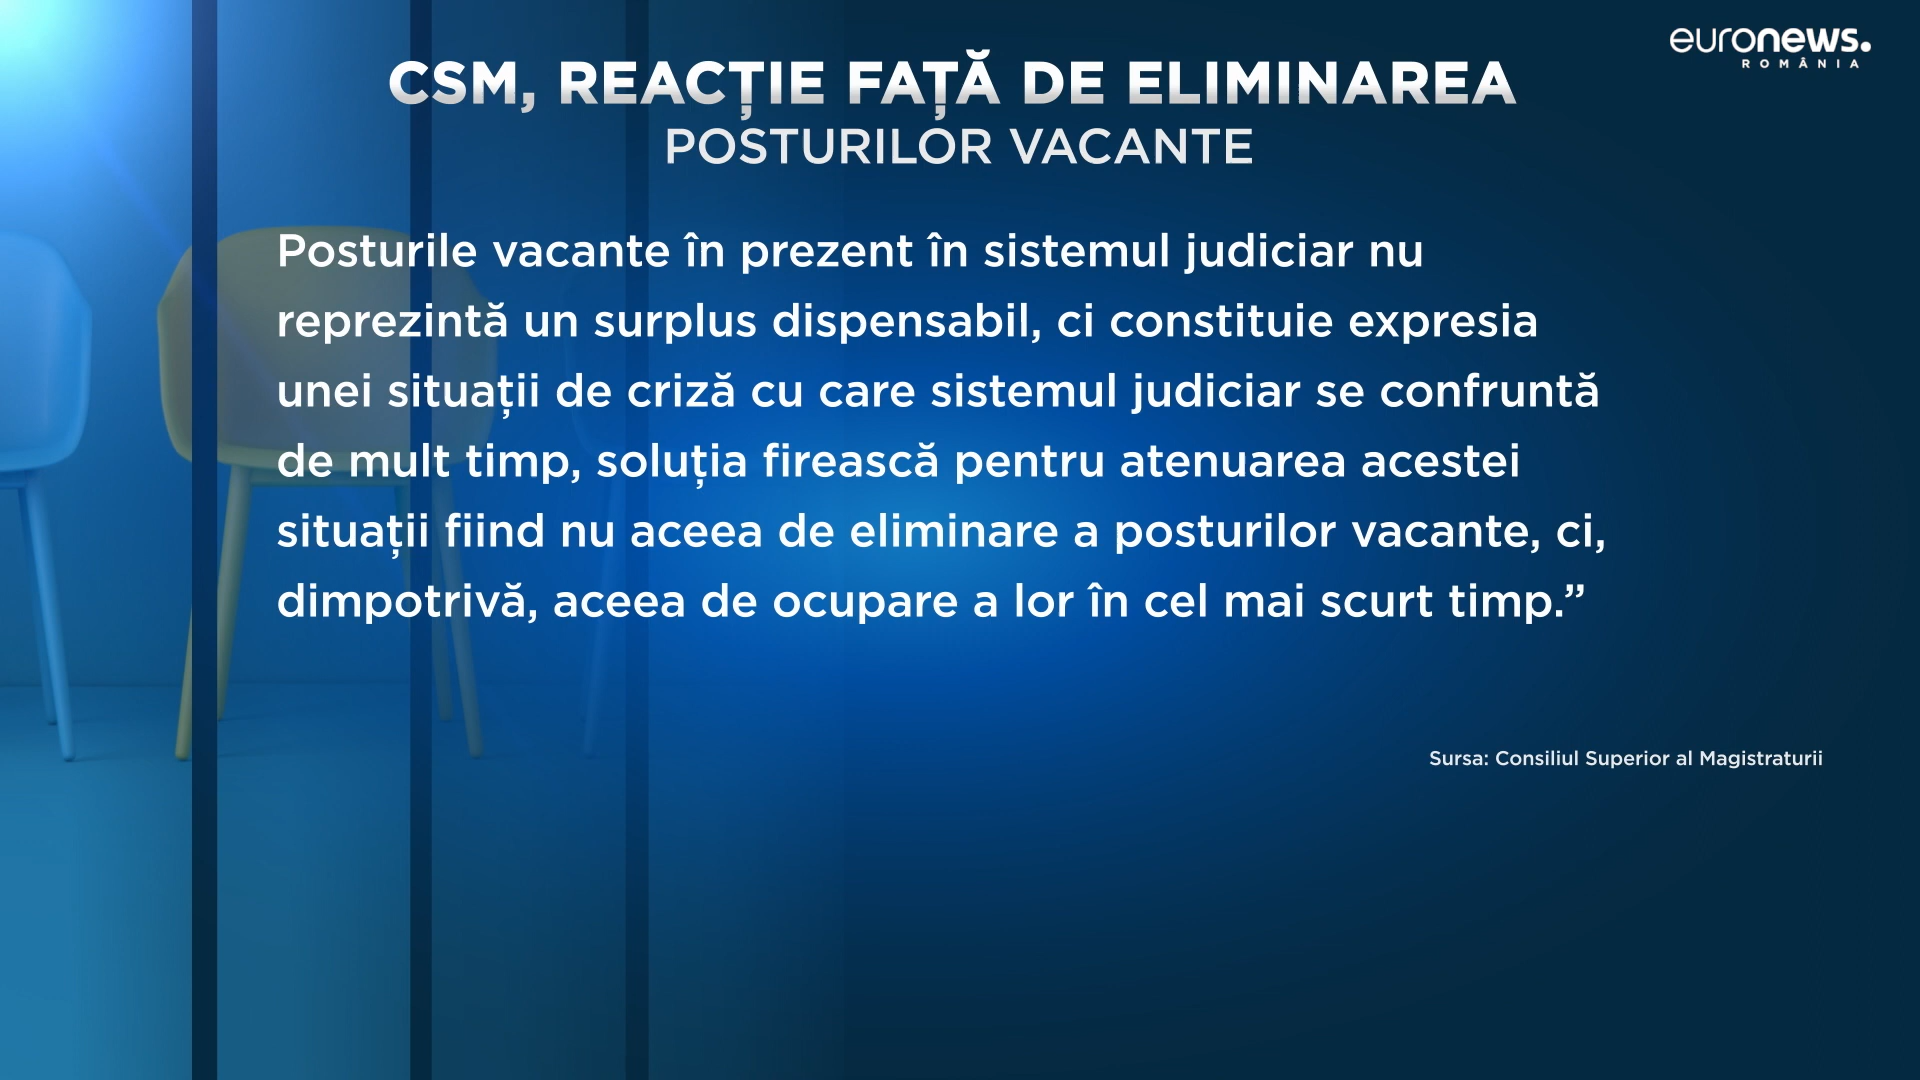 euronews.
ROMÂNIA
CSM, REACȚIE FAȚĂ DE ELIMINAREA
POSTURILOR VACANTE
Posturile vacante în prezent în sistemul judiciar nu
reprezintă un surplus dispensabil, ci constituie expresia
unei situații de criză cu care sistemul judiciar se confruntă
de mult timp, soluția firească pentru atenuarea acestei
situații fiind nu aceea de eliminare a posturilor vacante, ci,
dimpotrivă, aceea de ocupare a lor în cel mai scurt timp.”
Sursa: Consiliul Superior al Magistraturii